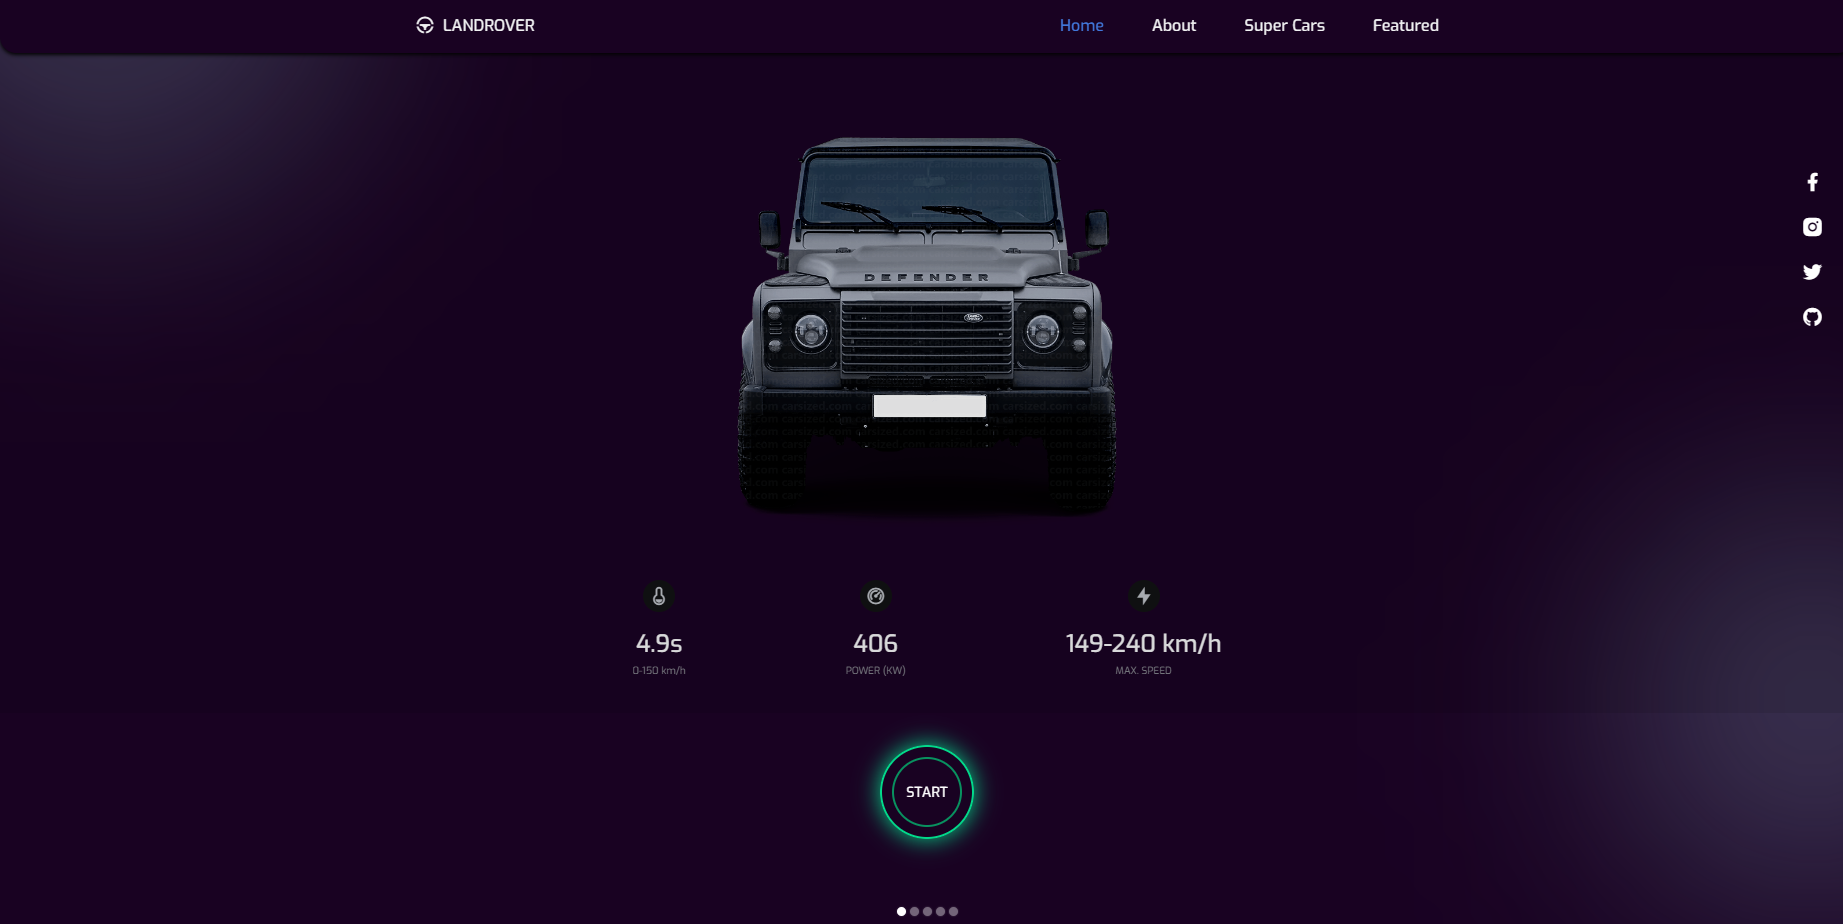 LANDROVER
Home
About
Super Cars
Featured
DEFENDER
4.9s
0-150 km/h
406
POWER (KW)
149-240 km/h
MAX. SPEED
START